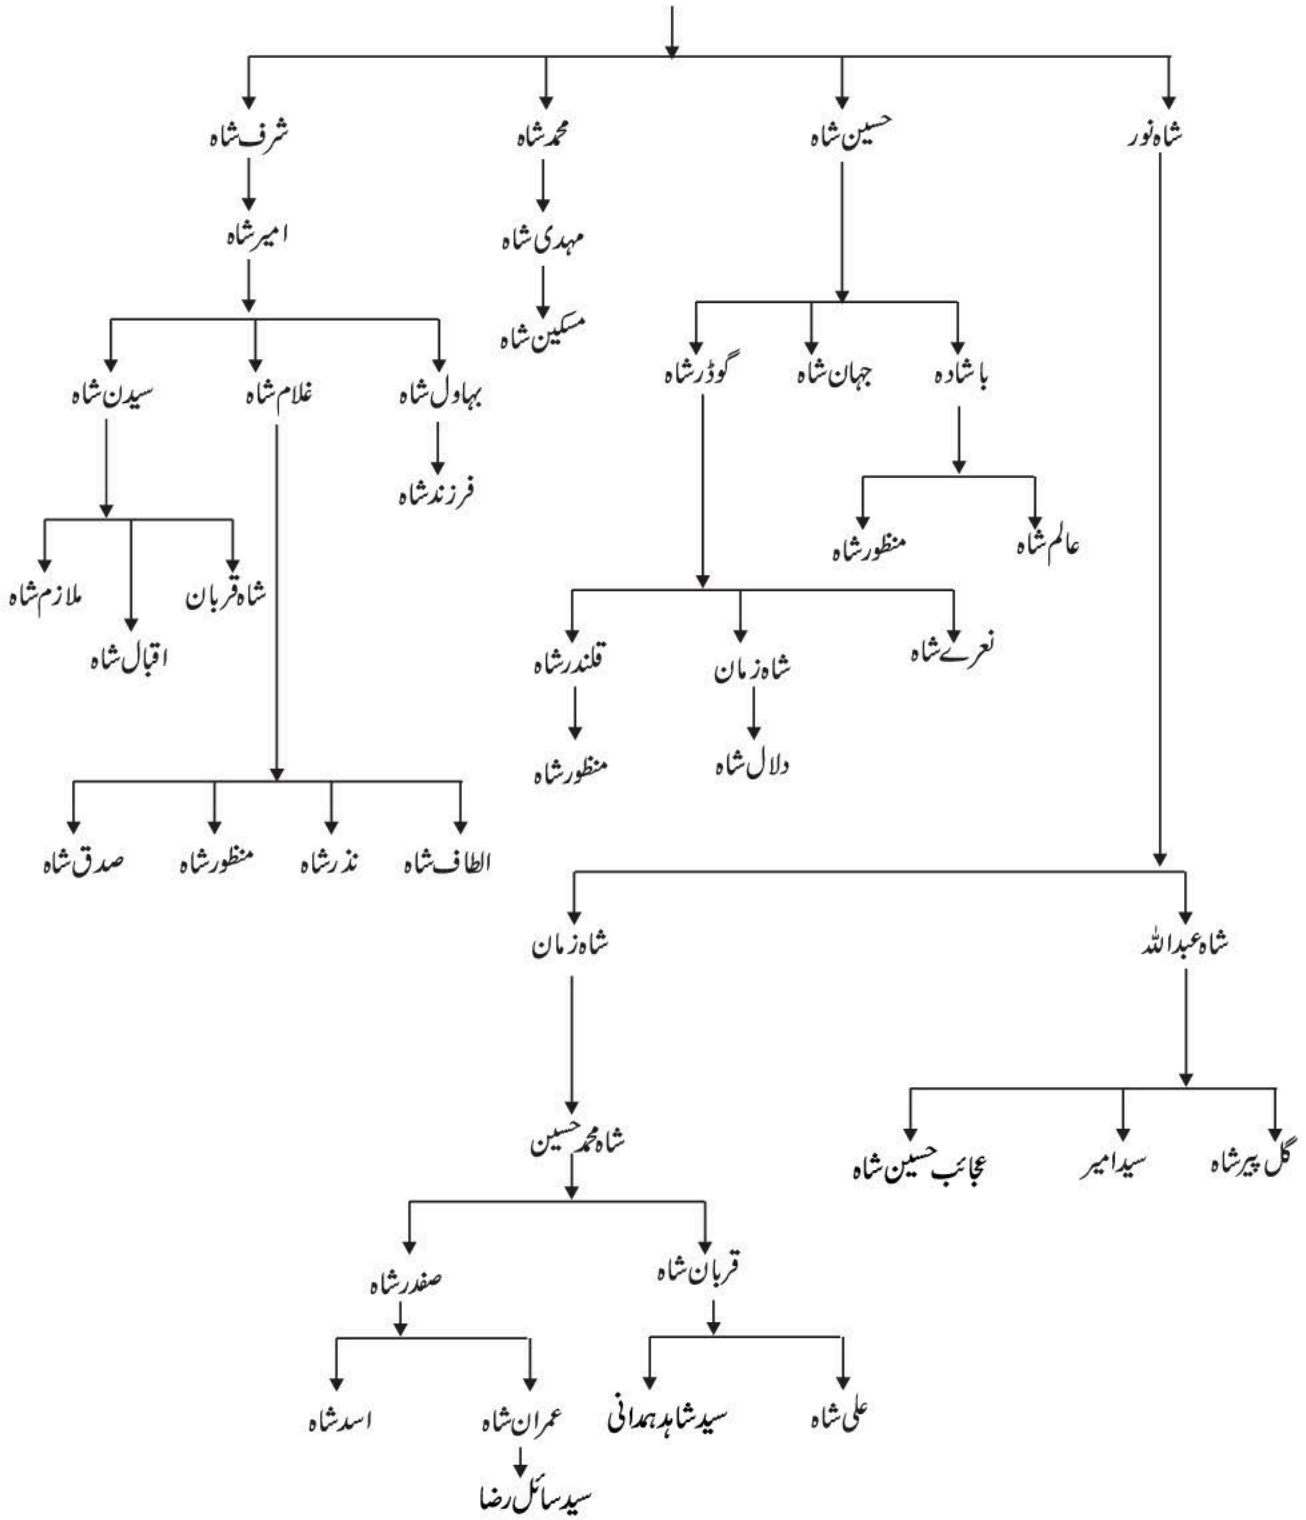 شاہ نور
حسین شاہ
محمد شاہ
شرف شاہ
امیر شاہ
مہدی شاہ
مسکین شاہ
باشادہ
جہان شاہ
گوڈر شاہ
بہاول شاہ
غلام شاہ
سیدن شاہ
فرزند شاہ
عالم شاہ
منظور شاہ
شاہ قربان
ملازم شاہ
اقبال شاہ
نعرے شاہ
شاہ زمان
قلندر شاہ
دلال شاہ
منظور شاہ
الطاف شاہ
نذر شاہ
منظور شاہ
صدق شاہ
شاہ عبداللہ
شاہ زمان
شاہ محمد حسین
گل پیر شاہ
سید امیر
عجائب حسین شاہ
قربان شاہ
صفدر شاہ
علی شاہ
سید شاہد ہمدانی
عمران شاہ
اسد شاہ
سید سائل رضا